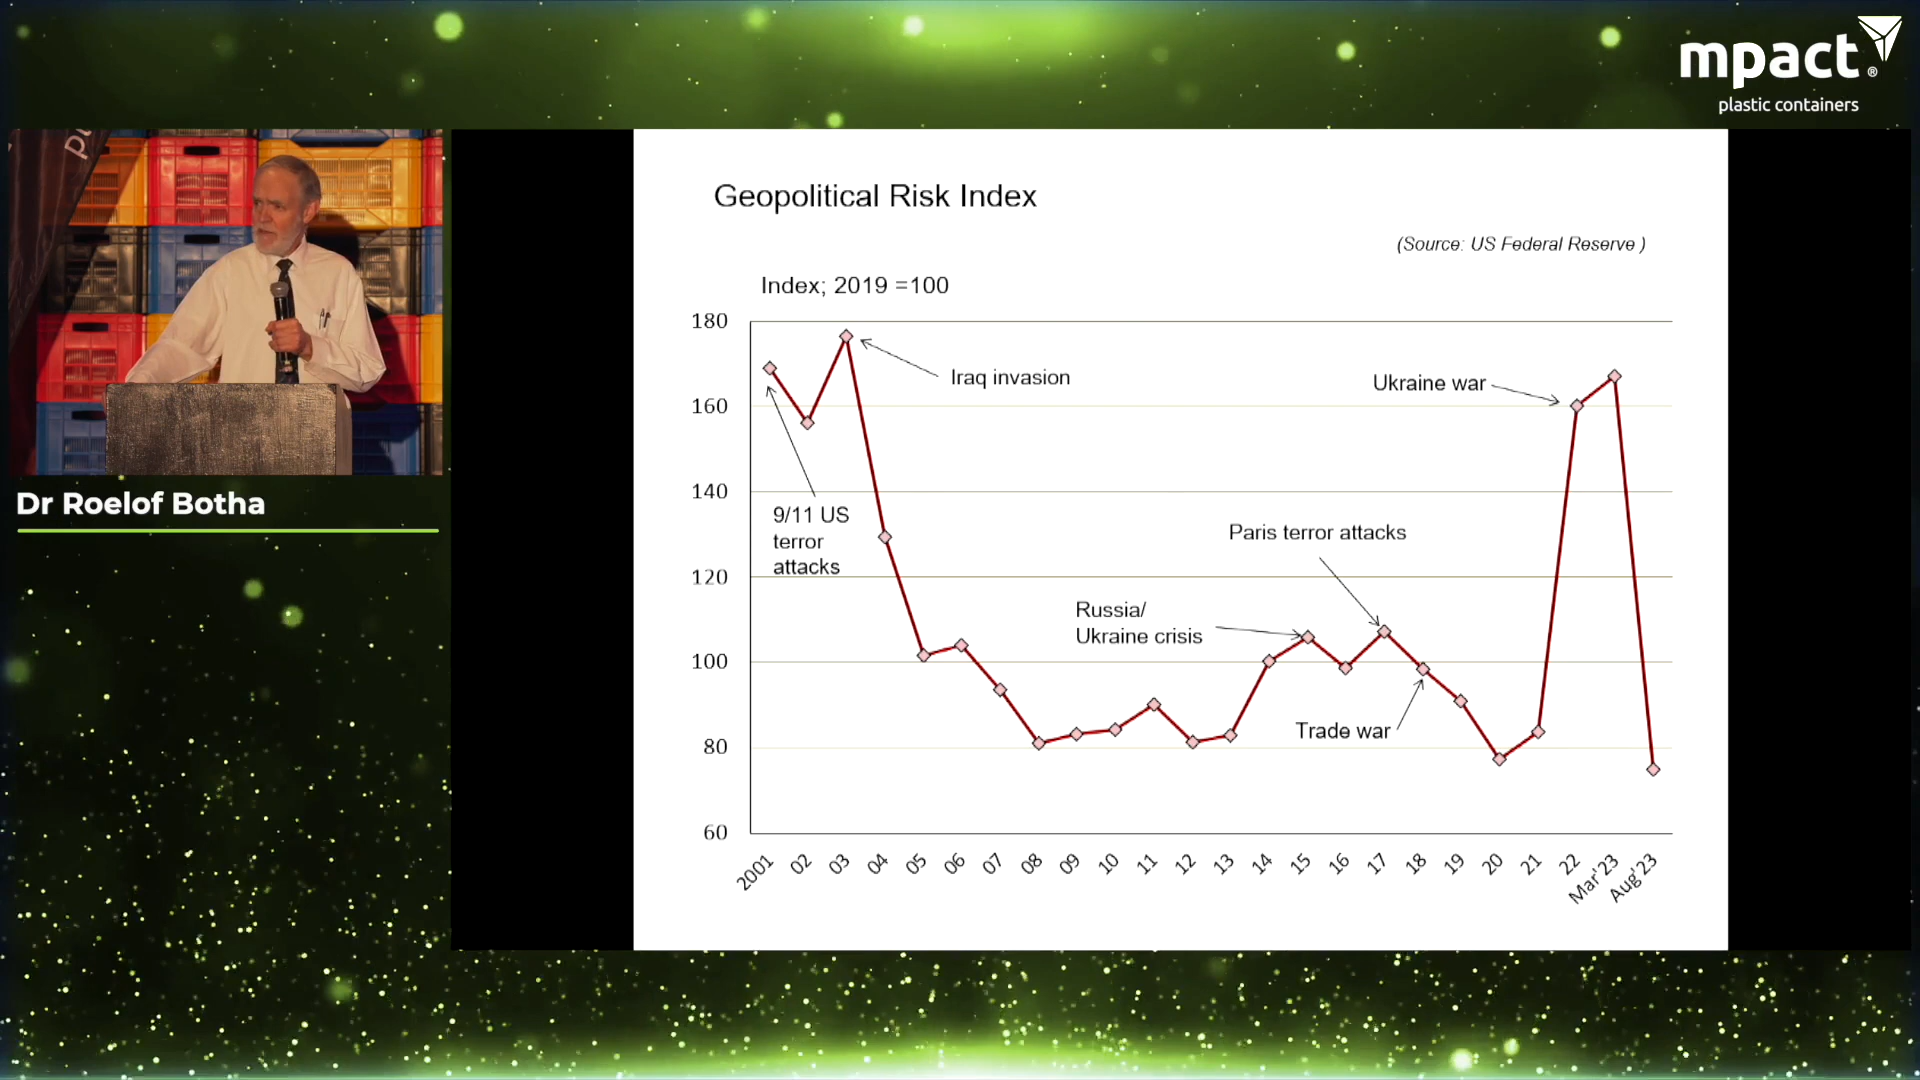 mpact
®
plastic containers
Dr Roelof Botha
Geopolitical Risk Index
(Source: US Federal Reserve )
Index; 2019 =100
180
160
140
120
100
80
60
Iraq invasion
Ukraine war
9/11 US
terror
attacks
Paris terror attacks
Russia/
Ukraine crisis
Trade war
2001 02 03 04 05 06 07 08 09 10 11 12 13 14 15 16 17 18 19 20 21 22 Mar'23 Aug'23